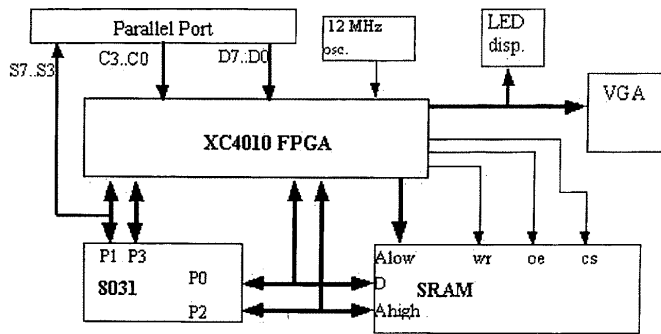 Parallel Port
S7..S3
C3..C0
D7..D0
12 MHz
osc.
LED
disp.
VGA
XC4010 FPGA
P1 P3
8031
P0
P2
Alow
wr
oe
cs
D
SRAM
Ahigh